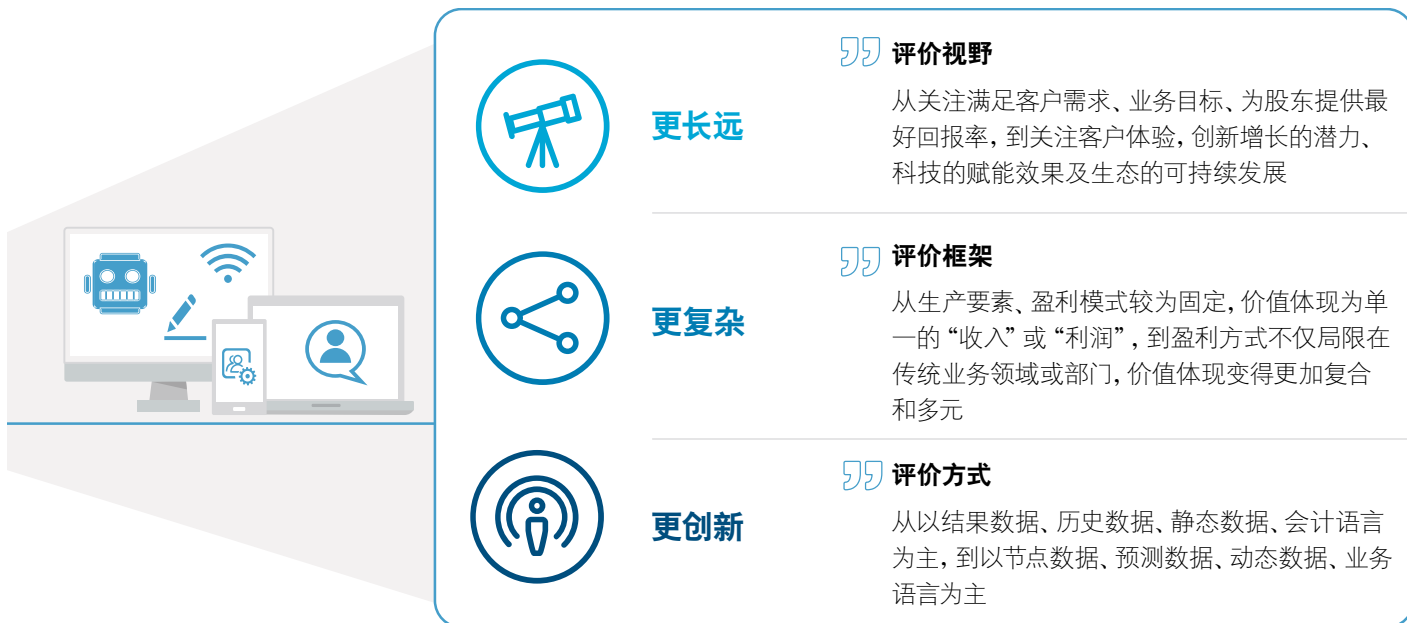 评价视野
更长远
从关注满足客户需求、业务目标、为股东提供最
好回报率，到关注客户体验，创新增长的潜力、
科技的赋能效果及生态的可持续发展
评价框架
更复杂
从生产要素、盈利模式较为固定，价值体现为单
一的“收入”或“利润”，到盈利方式不仅局限在
传统业务领域或部门，价值体现变得更加复合
和多元
评价方式
更创新
从以结果数据、历史数据、静态数据、会计语言
为主，到以节点数据、预测数据、动态数据、业务
语言为主